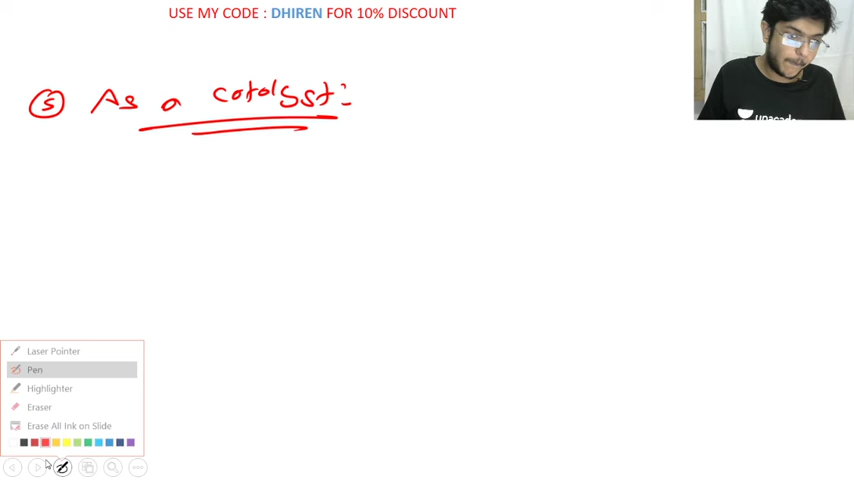 USE MY CODE : DHIREN FOR 10% DISCOUNT
⑤ As a catalyst :
unacade
Laser Pointer
Pen
Highlighter
Eraser
Erase All Ink on Slide